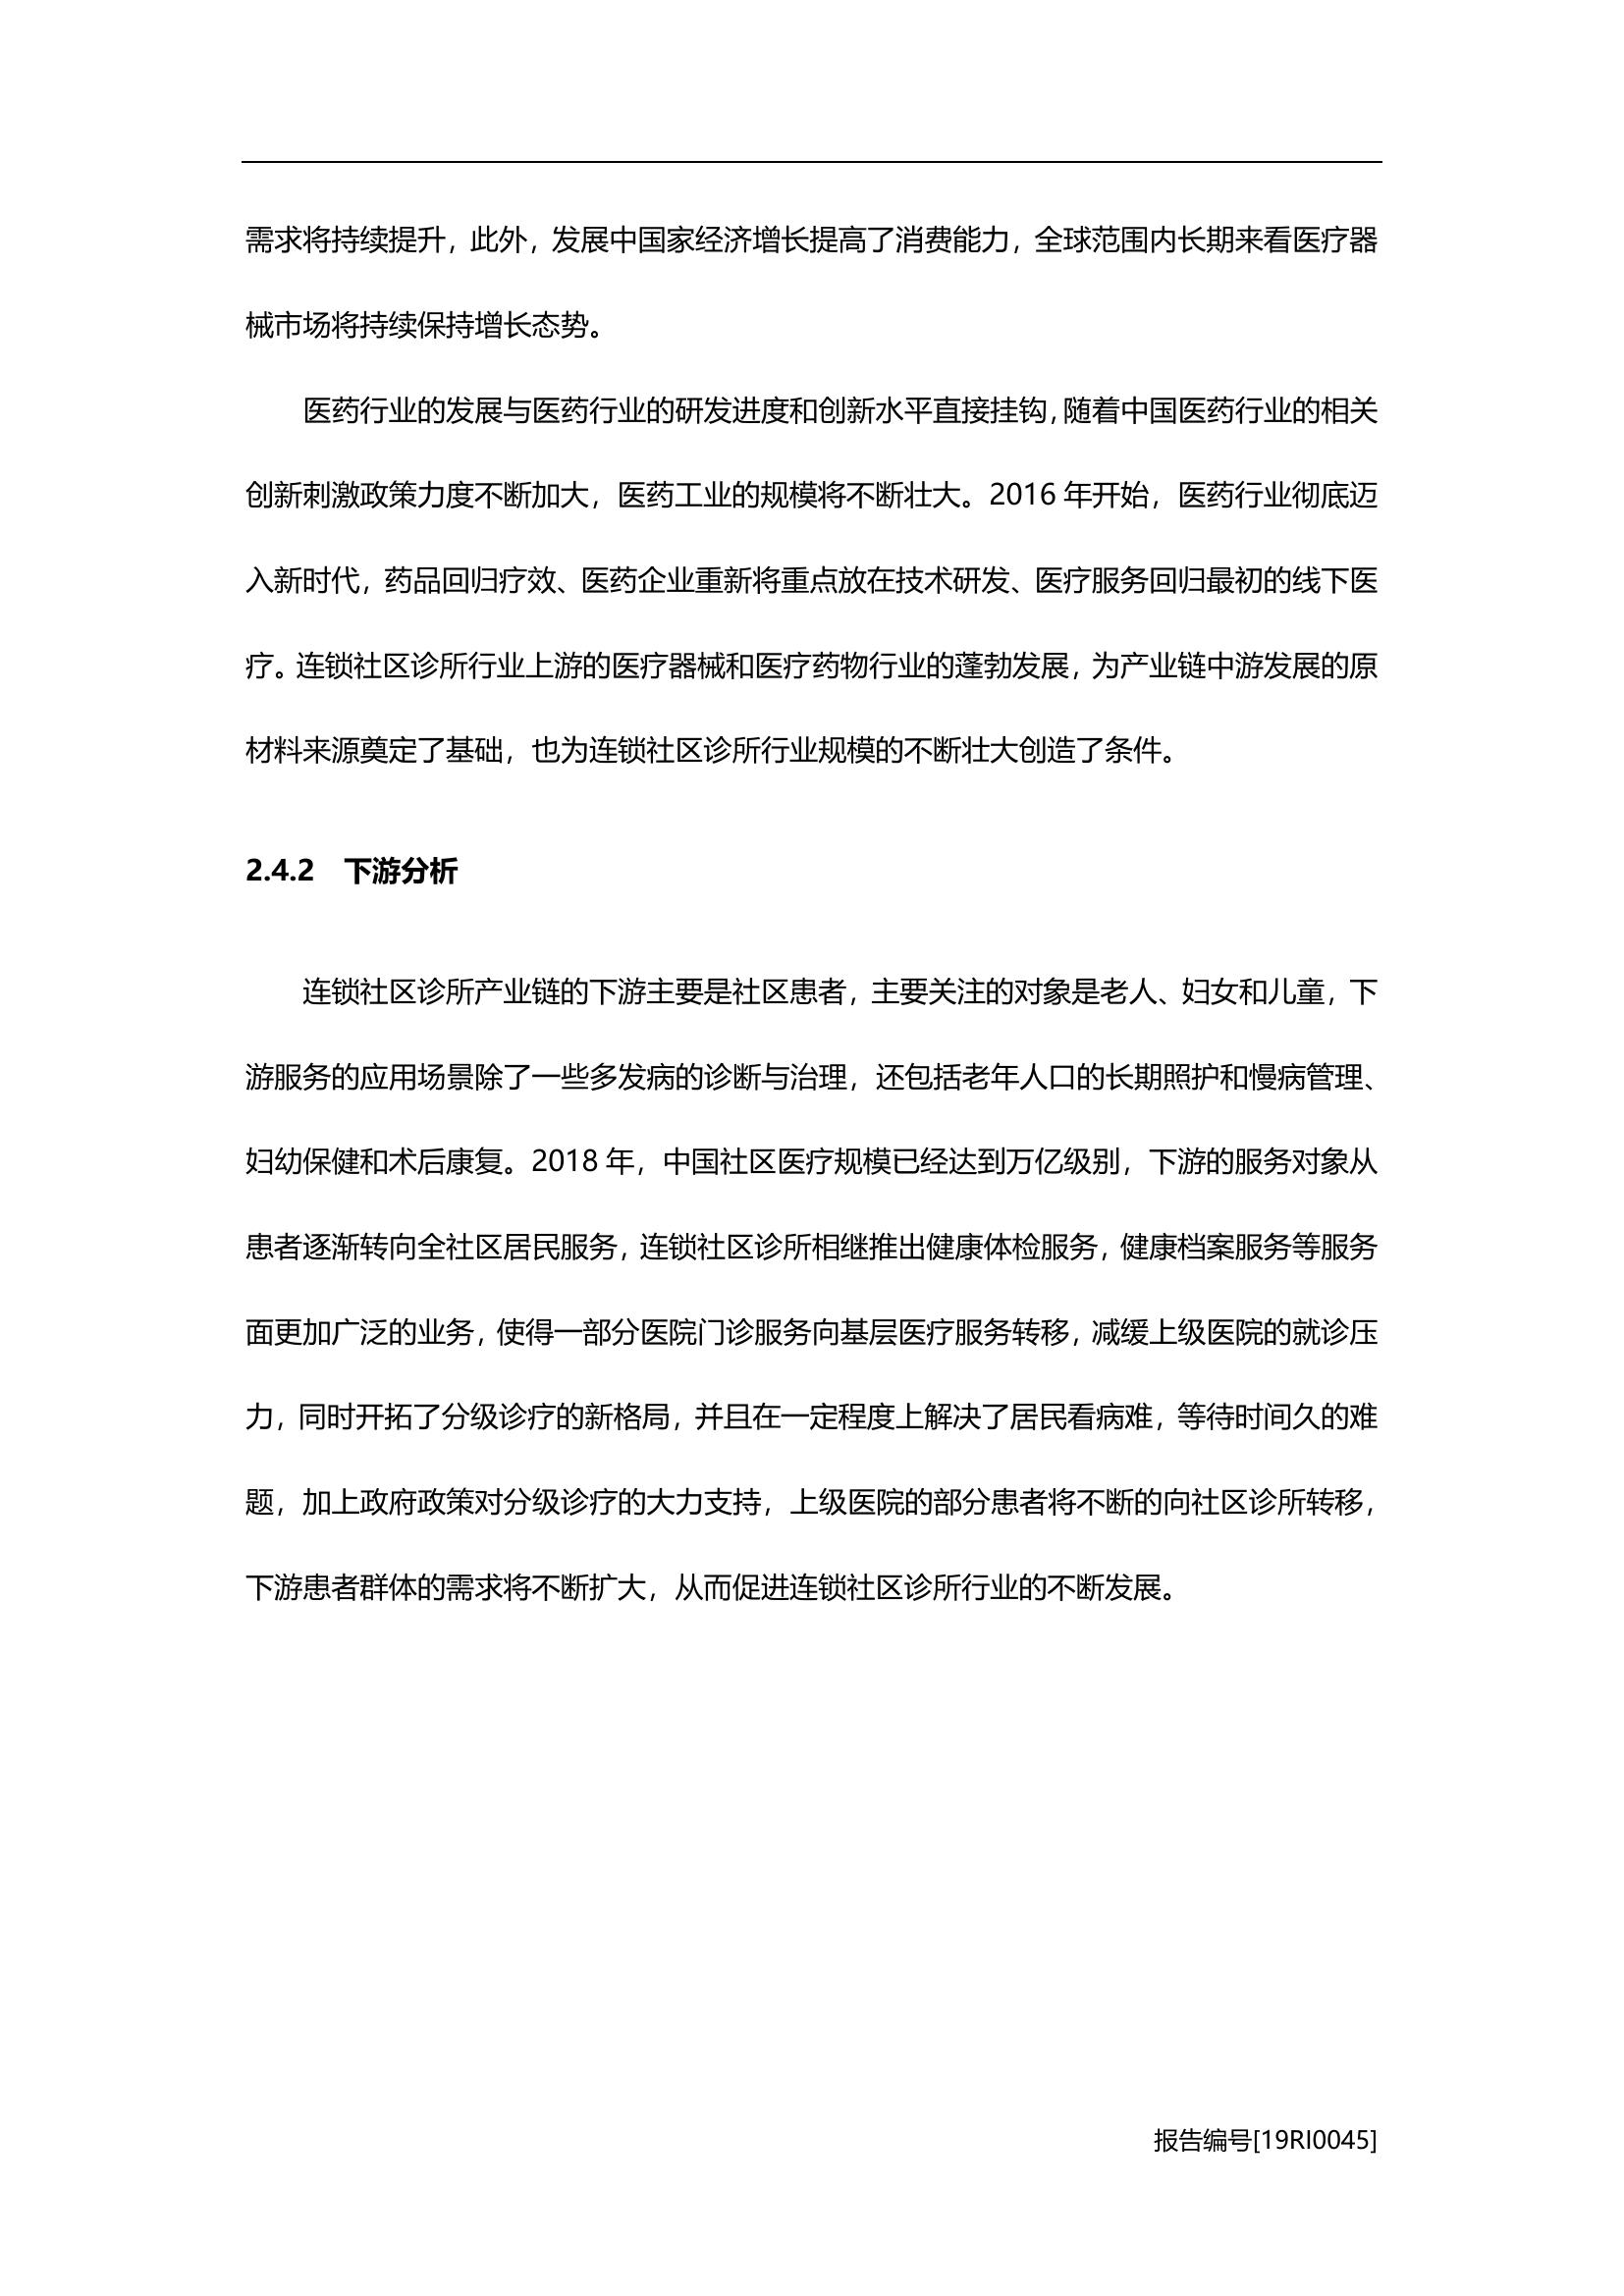 需求将持续提升，此外，发展中国家经济增长提高了消费能力，全球范围内长期来看医疗器
械市场将持续保持增长态势。
医药行业的发展与医药行业的研发进度和创新水平直接挂钩，随着中国医药行业的相关
创新刺激政策力度不断加大，医药工业的规模将不断壮大。2016 年开始，医药行业彻底迈
入新时代，药品回归疗效、医药企业重新将重点放在技术研发、医疗服务回归最初的线下医
疗。连锁社区诊所行业上游的医疗器械和医疗药物行业的蓬勃发展，为产业链中游发展的原
材料来源奠定了基础，也为连锁社区诊所行业规模的不断壮大创造了条件。
2.4.2 下游分析
连锁社区诊所产业链的下游主要是社区患者，主要关注的对象是老人、妇女和儿童，下
游服务的应用场景除了一些多发病的诊断与治理，还包括老年人口的长期照护和慢病管理、
妇幼保健和术后康复。2018 年，中国社区医疗规模已经达到万亿级别，下游的服务对象从
患者逐渐转向全社区居民服务，连锁社区诊所相继推出健康体检服务，健康档案服务等服务
面更加广泛的业务，使得一部分医院门诊服务向基层医疗服务转移，减缓上级医院的就诊压
力，同时开拓了分级诊疗的新格局，并且在一定程度上解决了居民看病难，等待时间久的难
题，加上政府政策对分级诊疗的大力支持，上级医院的部分患者将不断的向社区诊所转移，
下游患者群体的需求将不断扩大，从而促进连锁社区诊所行业的不断发展。
报告编号[19RI0045]